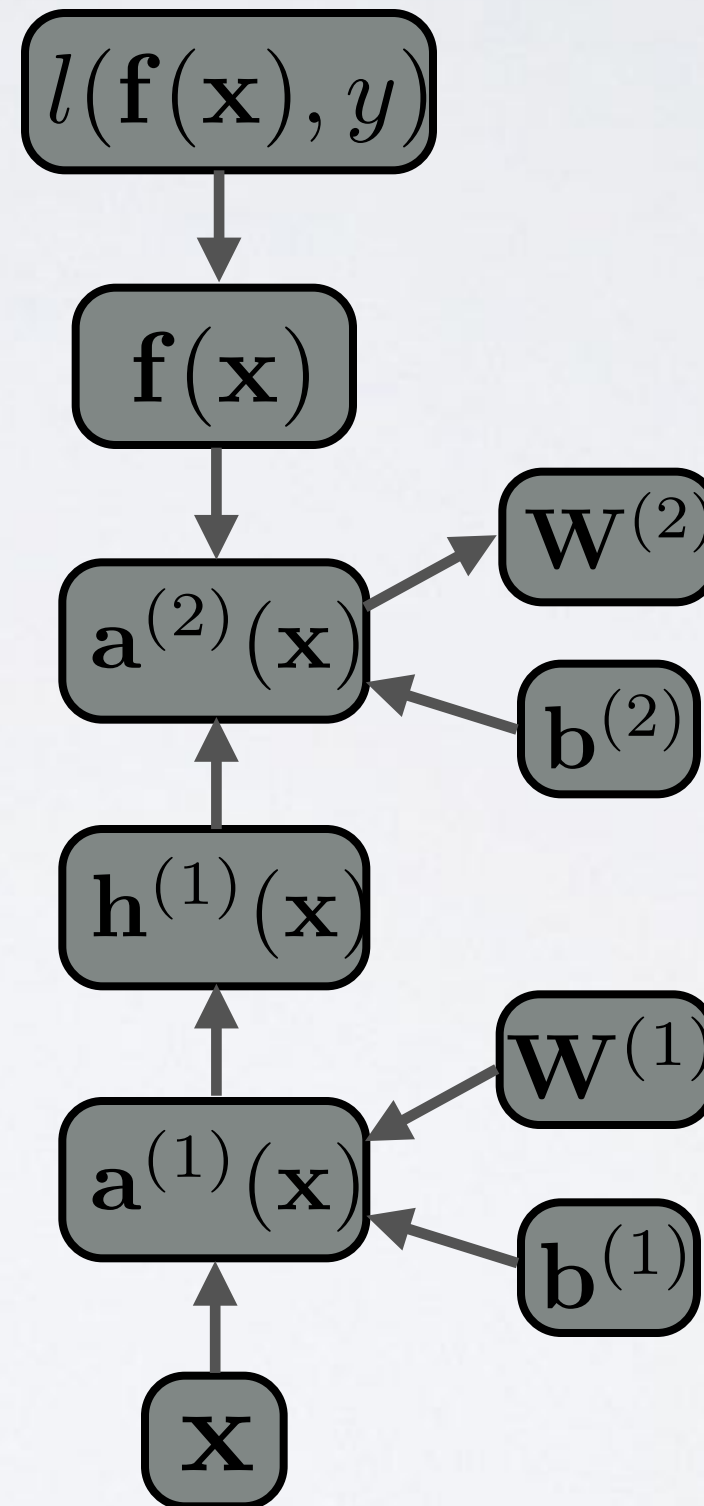 l(f(x), y)
f(x)
W⁽²⁾
a⁽²⁾(x)
b⁽²⁾
h⁽¹⁾(x)
W⁽¹⁾
a⁽¹⁾(x)
b⁽¹⁾
x